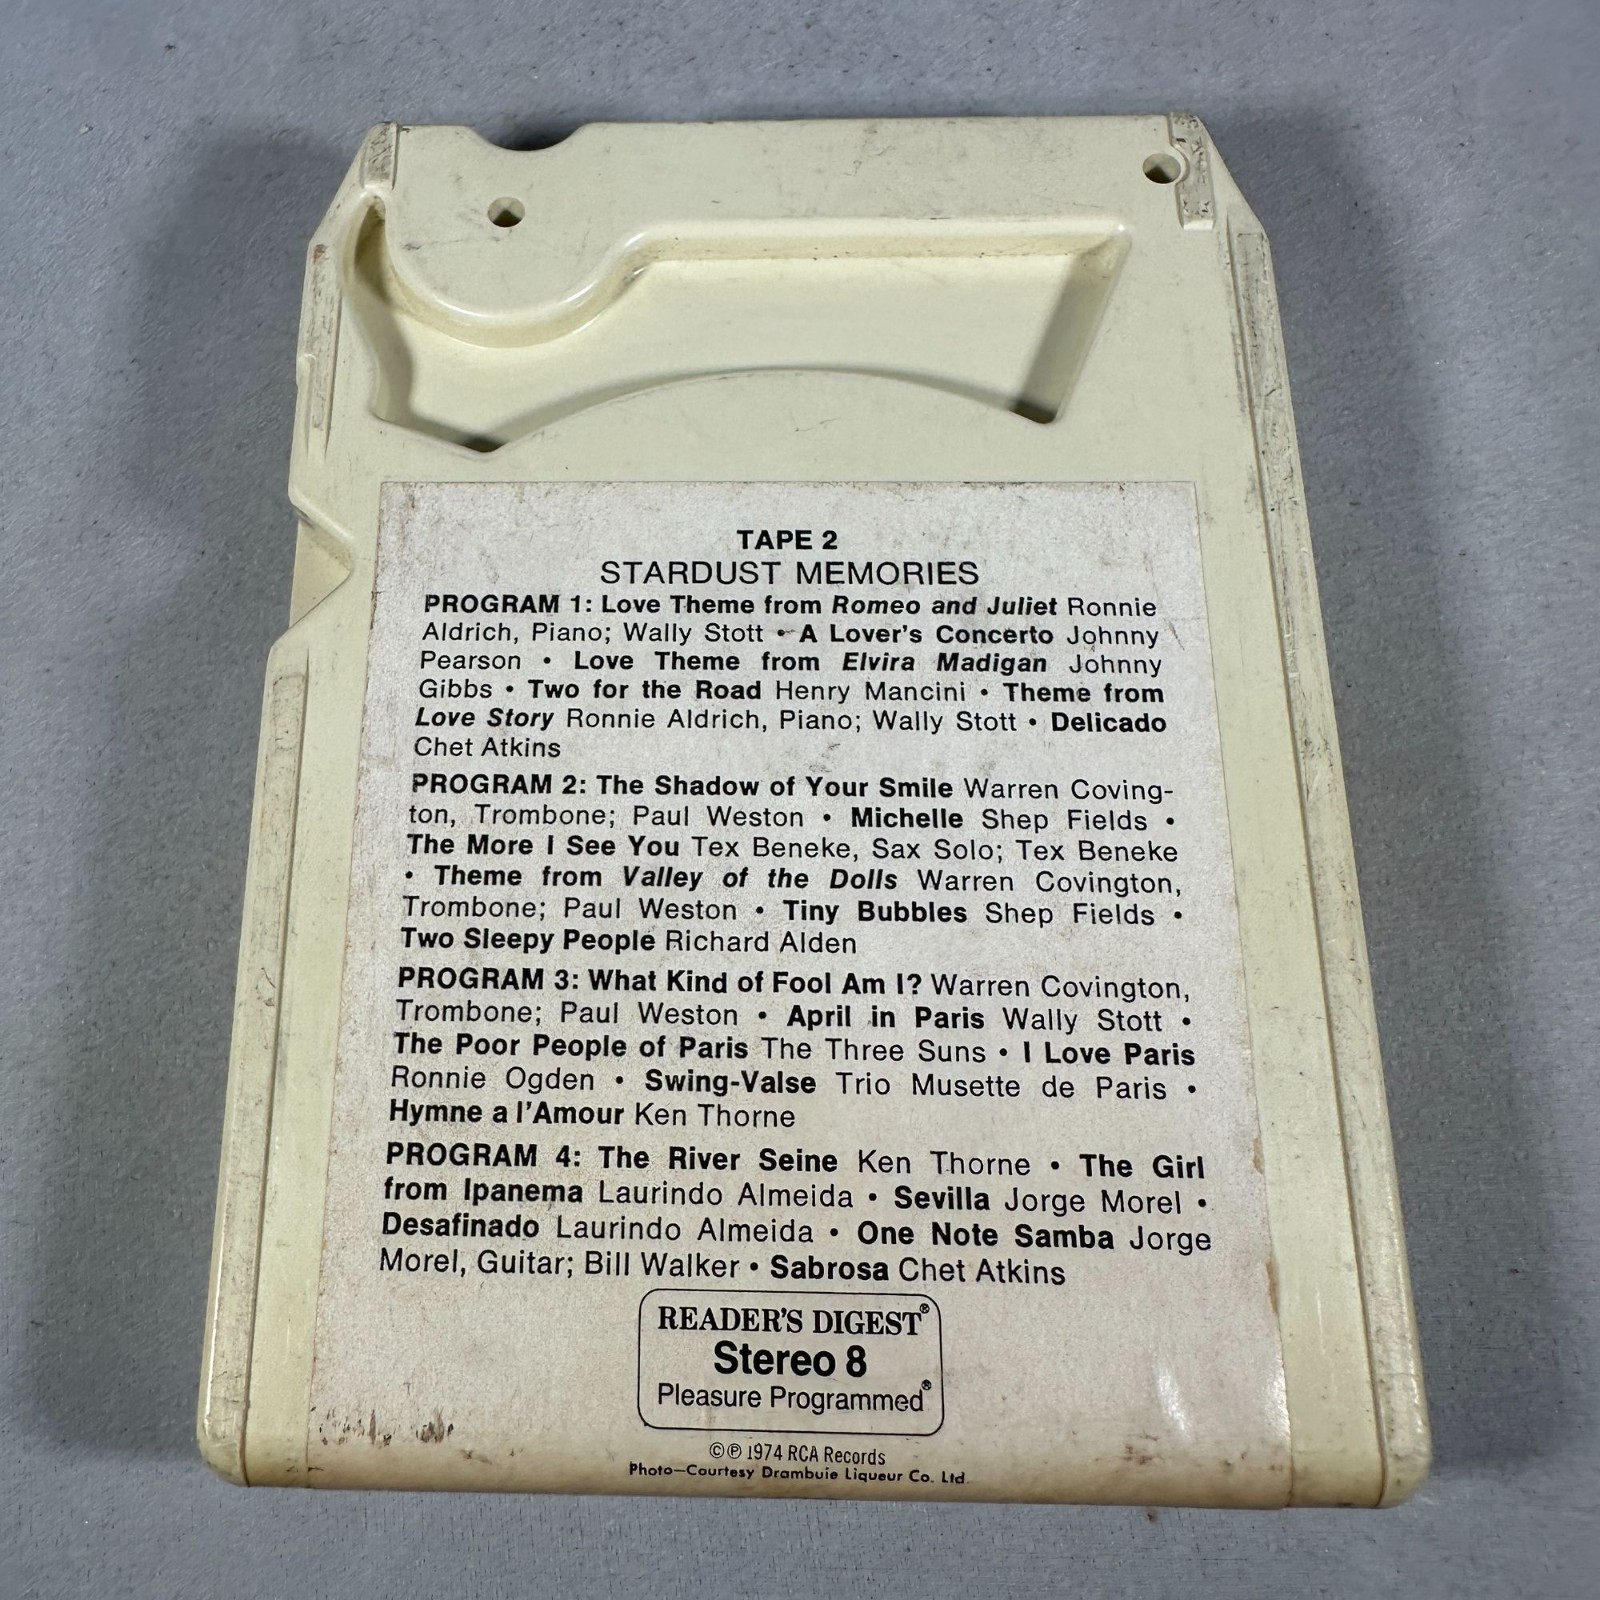 TAPE 2
STARDUST MEMORIES
PROGRAM 1: Love Theme from Romeo and Juliet Ronnie
Aldrich, Piano; Wally Stott • A Lover's Concerto Johnny
Pearson • Love Theme from Elvira Madigan Johnny
Gibbs • Two for the Road Henry Mancini • Theme from
Love Story Ronnie Aldrich, Piano; Wally Stott • Delicado
Chet Atkins
PROGRAM 2: The Shadow of Your Smile Warren Coving-
ton, Trombone; Paul Weston • Michelle Shep Fields •
The More I See You Tex Beneke, Sax Solo; Tex Beneke
• Theme from Valley of the Dolls Warren Covington,
Trombone; Paul Weston • Tiny Bubbles Shep Fields •
Two Sleepy People Richard Alden
PROGRAM 3: What Kind of Fool Am I? Warren Covington,
Trombone; Paul Weston • April in Paris Wally Stott •
The Poor People of Paris The Three Suns • I Love Paris
Ronnie Ogden • Swing-Valse Trio Musette de Paris •
Hymne a l'Amour Ken Thorne
PROGRAM 4: The River Seine Ken Thorne • The Girl
from Ipanema Laurindo Almeida • Sevilla Jorge Morel •
Desafinado Laurindo Almeida • One Note Samba Jorge
Morel, Guitar; Bill Walker • Sabrosa Chet Atkins
READER'S DIGEST®
Stereo 8
Pleasure Programmed®
©℗ 1974 RCA Records
Photo—Courtesy Drambuie Liqueur Co. Ltd